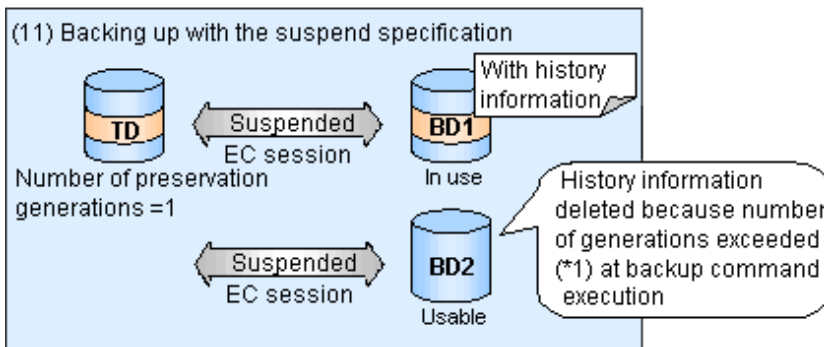 (11) Backing up with the suspend specification
With history
information
TD
Suspended
EC session
BD1
In use
Number of preservation
generations =1
History information
deleted because number
of generations exceeded
(*1) at backup command
execution
Suspended
EC session
BD2
Usable